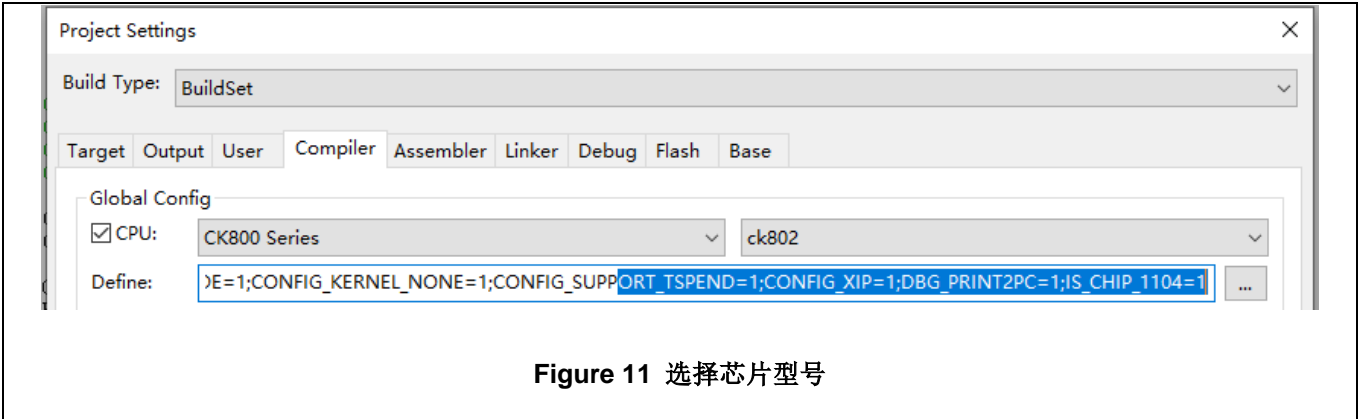 Project Settings
Build Type: BuildSet
Target Output User Compiler Assembler Linker Debug Flash Base
Global Config
CPU: CK800 Series ck802
Define: )E=1;CONFIG_KERNEL_NONE=1;CONFIG_SUPPORT_TSPEND=1;CONFIG_XIP=1;DBG_PRINT2PC=1;IS_CHIP_1104=1 ...
Figure 11 选择芯片型号